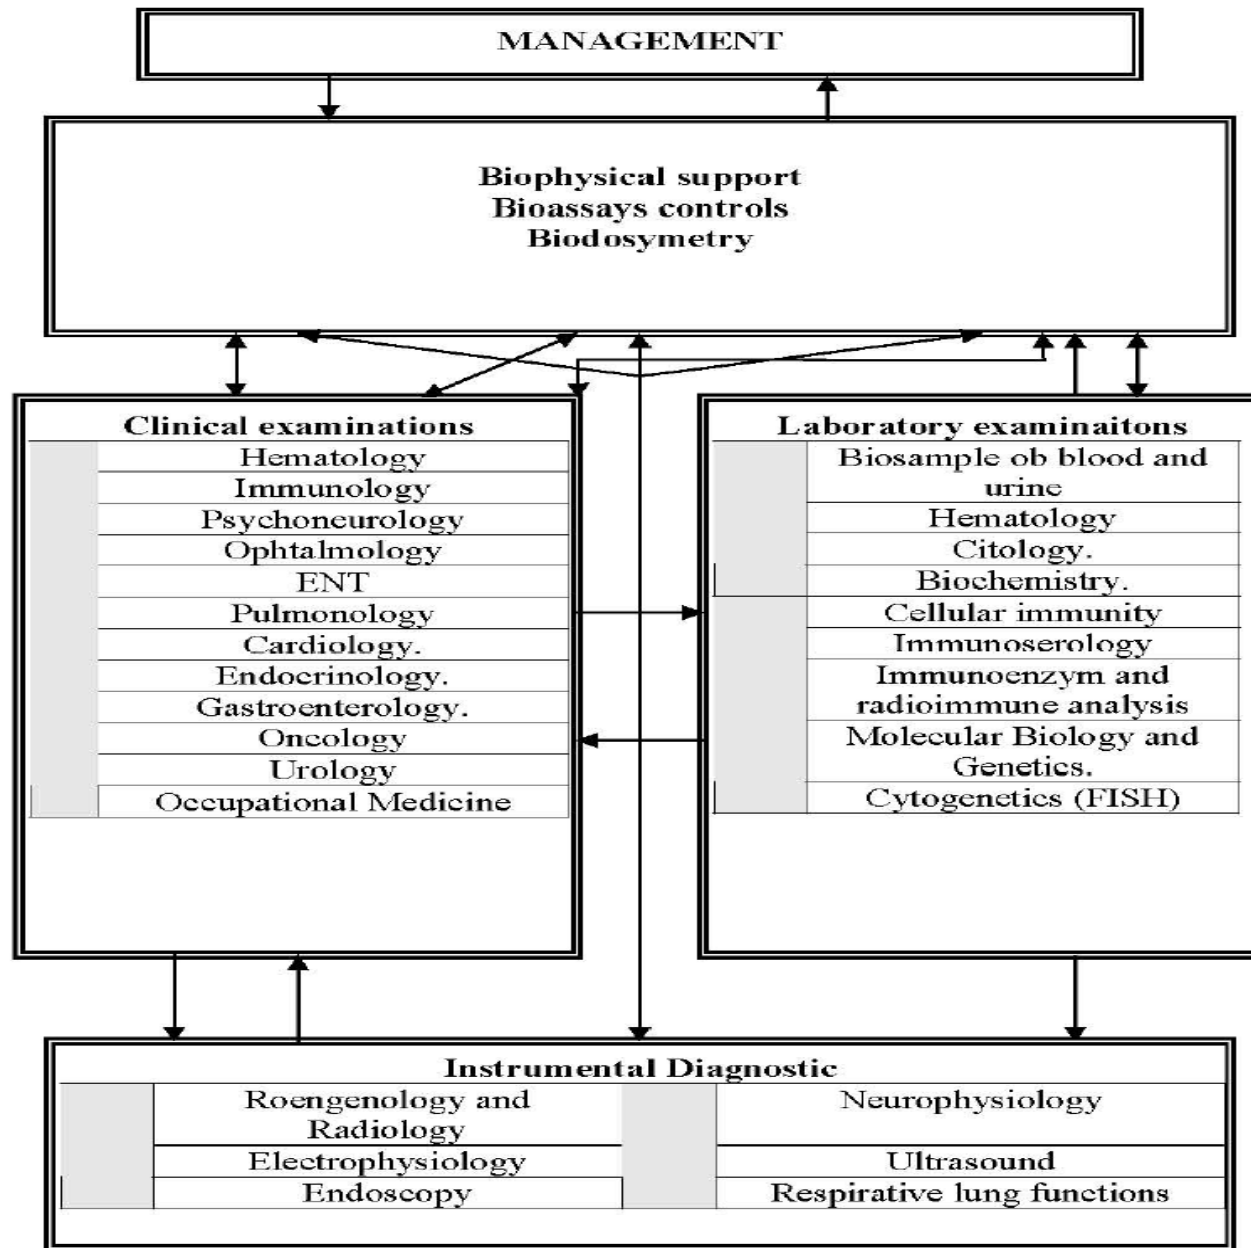 MANAGEMENT
Biophysical support
Bioassays controls
Biodosymetry
Clinical examinations
Hematology
Immunology
Psychoneurology
Ophtalmology
ENT
Pulmonology
Cardiology.
Endocrinology.
Gastroenterology.
Oncology
Urology
Occupational Medicine
Laboratory examinaitons
Biosample ob blood and
urine
Hematology
Citology.
Biochemistry.
Cellular immunity
Immunoserology
Immunoenzym and
radioimmune analysis
Molecular Biology and
Genetics.
Cytogenetics (FISH)
Instrumental Diagnostic
Roengenology and
Radiology
Electrophysiology
Endoscopy
Neurophysiology
Ultrasound
Respirative lung functions